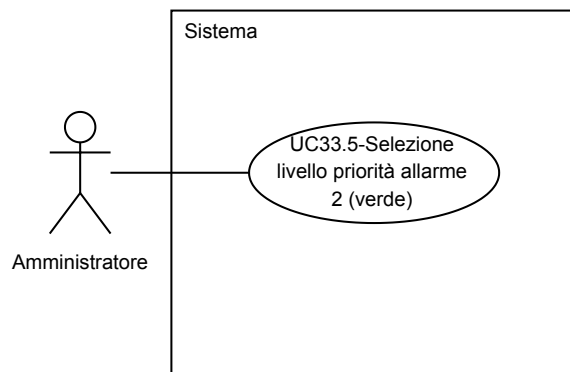 Sistema
UC33.5-Selezione
livello priorità allarme
2 (verde)
Amministratore